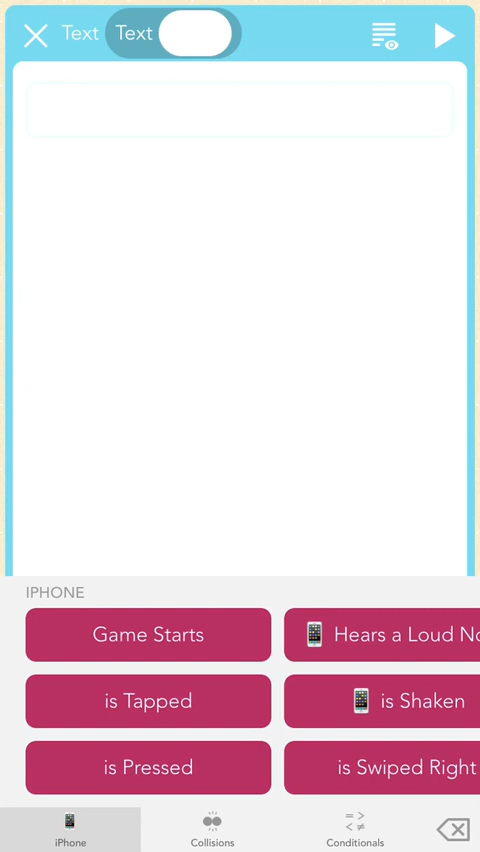 Text Text
IPHONE
Game Starts
Hears a Loud No
is Tapped
is Shaken
is Pressed
is Swiped Right
iPhone
Collisions
Conditionals